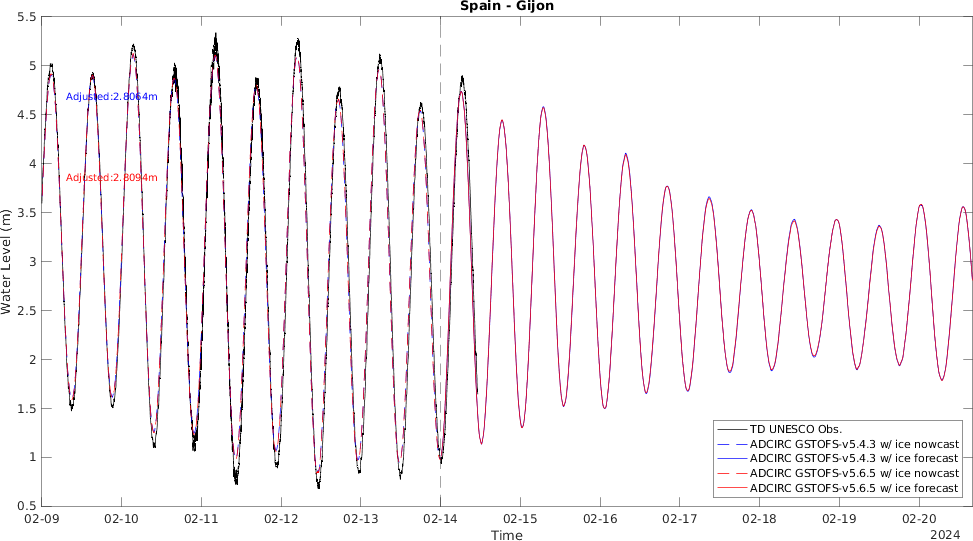 Spain - Gijon
5.5
5
4.5
4
3.5
3
2.5
2
1.5
1
0.5
Water Level (m)
Adjusted:2.8064m
Adjusted:2.8094m
TD UNESCO Obs.
ADCIRC GSTOFS-v5.4.3 w/ ice nowcast
ADCIRC GSTOFS-v5.4.3 w/ ice forecast
ADCIRC GSTOFS-v5.6.5 w/ ice nowcast
ADCIRC GSTOFS-v5.6.5 w/ ice forecast
02-09 02-10 02-11 02-12 02-13 02-14 02-15 02-16 02-17 02-18 02-19 02-20
Time
2024